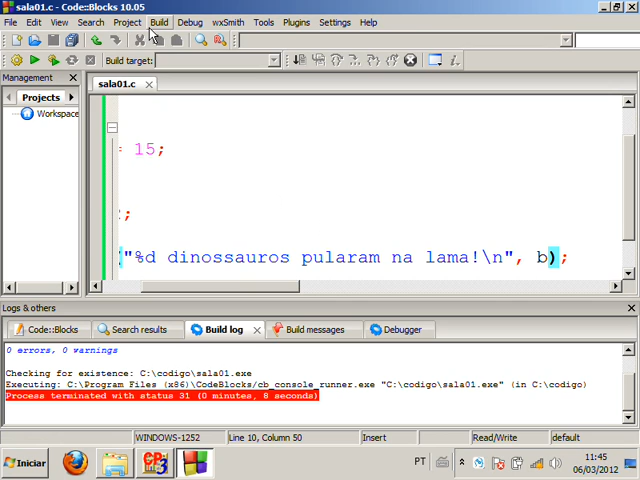 sala01.c - Code::Blocks 10.05
File Edit View Search Project Build Debug wxSmith Tools Plugins Settings Help
Build target:
Management
sala01.c
Projects
Workspace
= 15;
;
("%d dinossauros pularam na lama!\n", b);
Logs & others
Code::Blocks Search results Build log Build messages Debugger
0 errors, 0 warnings
Checking for existence: C:\codigo\sala01.exe
Executing: C:\Program Files (x86)\CodeBlocks/cb_console_runner.exe "C:\codigo\sala01.exe" (in C:\codigo)
Process terminated with status 31 (0 minutes, 8 seconds)
WINDOWS-1252 Line 10, Column 50 Insert Read/Write default
Iniciar
PT
11:45
06/03/2012